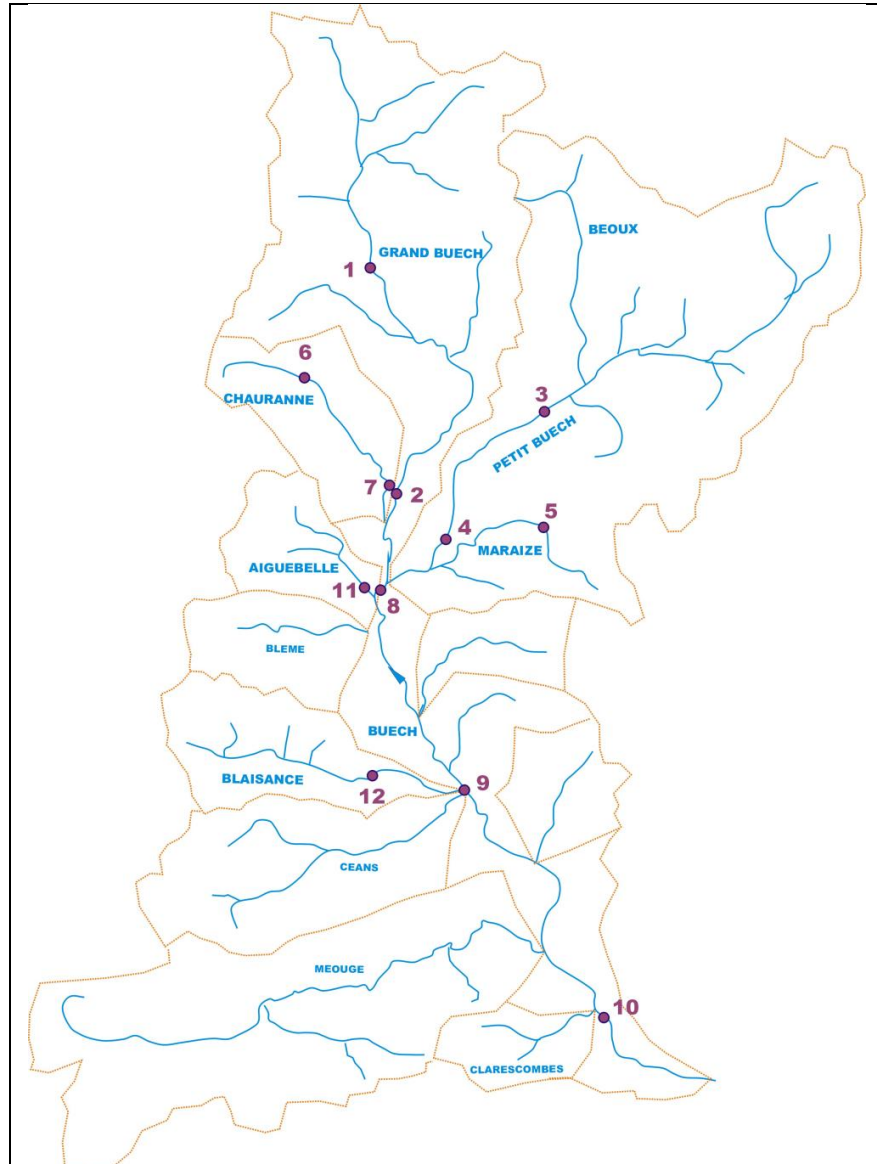 BEOUX
GRAND BUECH
1
6
CHAURANNE
3
PETIT BUECH
7
2
5
4
MARAIZE
AIGUEBELLE
11
8
BLEME
BUECH
BLAISANCE
12
9
CEANS
MEOUGE
10
CLARESCOMBES